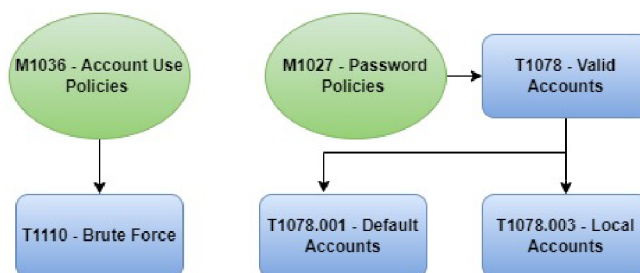 M1036 - Account Use
Policies
M1027 - Password
Policies
T1078 - Valid
Accounts
T1110 - Brute Force
T1078.001 - Default
Accounts
T1078.003 - Local
Accounts